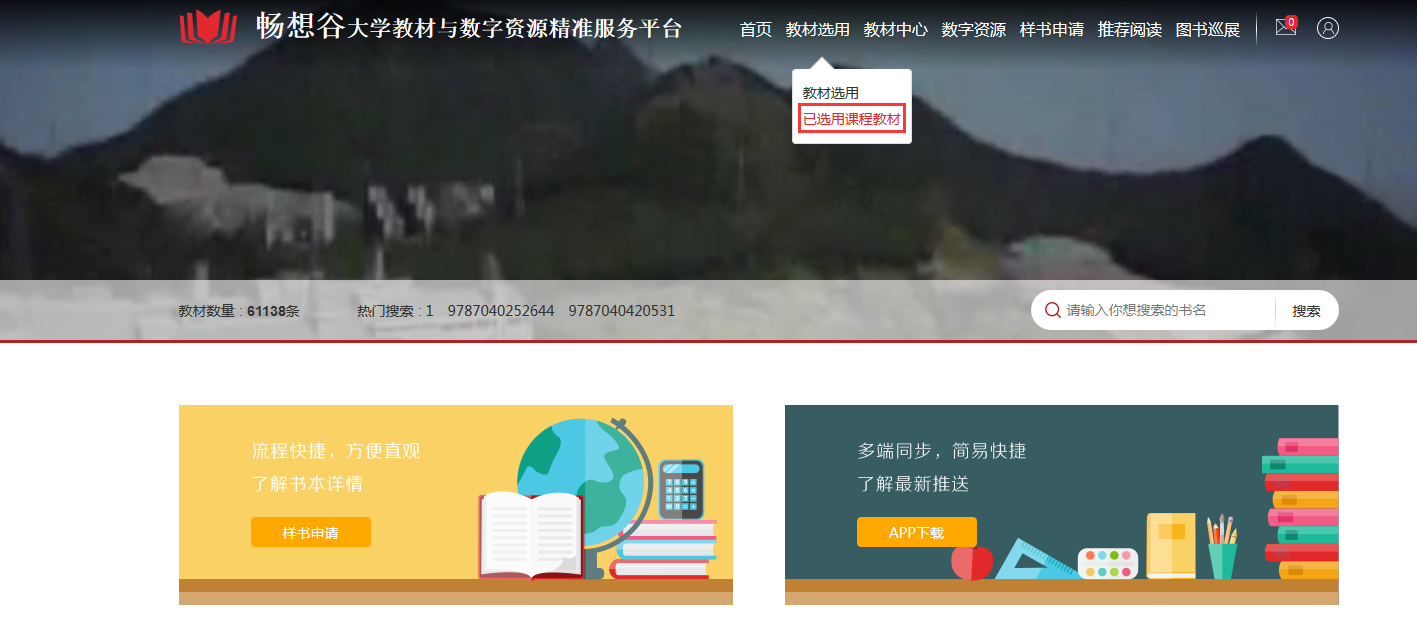 畅想谷大学教材与数字资源精准服务平台
首页 教材选用 教材中心 数字资源 样书申请 推荐阅读 图书巡展 0
教材选用
已选用课程教材
教材数量 : 61138条 热门搜索 : 1 9787040252644 9787040420531 请输入你想搜索的书名 搜索
流程快捷，方便直观
了解书本详情
样书申请
多端同步，简易快捷
了解最新推送
APP下载